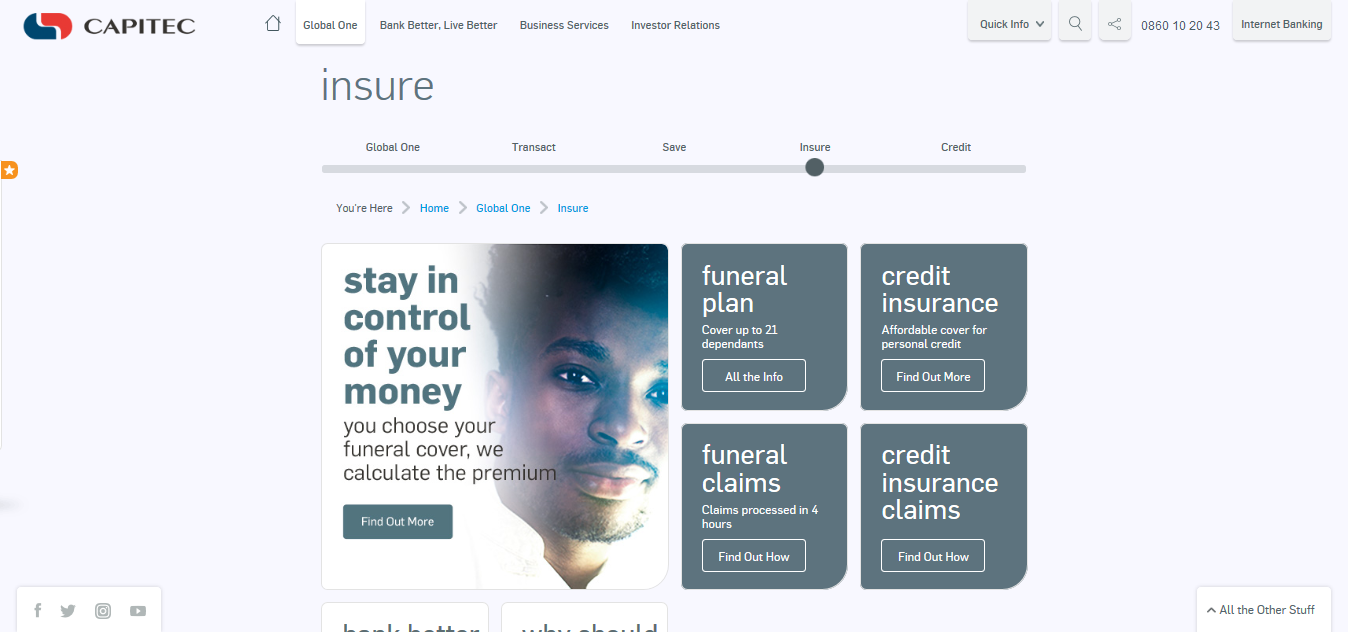 CAPITEC
Global One
Bank Better, Live Better
Business Services
Investor Relations
Quick Info
0860 10 20 43
Internet Banking
insure
Global One
Transact
Save
Insure
Credit
You're Here
Home
Global One
Insure
stay in
control
of your
money
you choose your
funeral cover, we
calculate the premium
Find Out More
funeral
plan
Cover up to 21
dependants
All the Info
credit
insurance
Affordable cover for
personal credit
Find Out More
funeral
claims
Claims processed in 4
hours
Find Out How
credit
insurance
claims
Find Out How
bank better
why should
All the Other Stuff